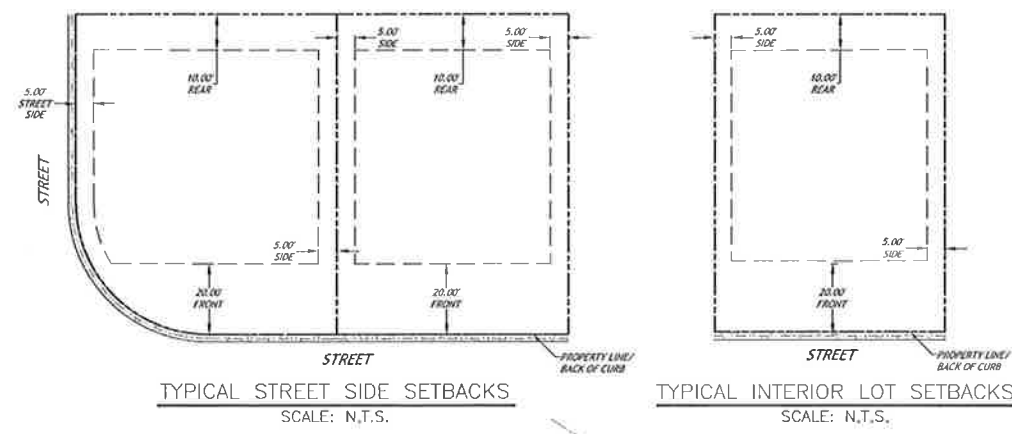 5.00'
STREET
SIDE
STREET
10.00'
REAR
5.00'
SIDE
20.00'
FRONT
5.00'
SIDE
5.00'
SIDE
10.00'
REAR
20.00'
FRONT
STREET
PROPERTY LINE/
BACK OF CURB
TYPICAL STREET SIDE SETBACKS
SCALE: N.T.S.
5.00'
SIDE
10.00'
REAR
5.00'
SIDE
20.00'
FRONT
STREET
PROPERTY LINE/
BACK OF CURB
TYPICAL INTERIOR LOT SETBACKS
SCALE: N.T.S.